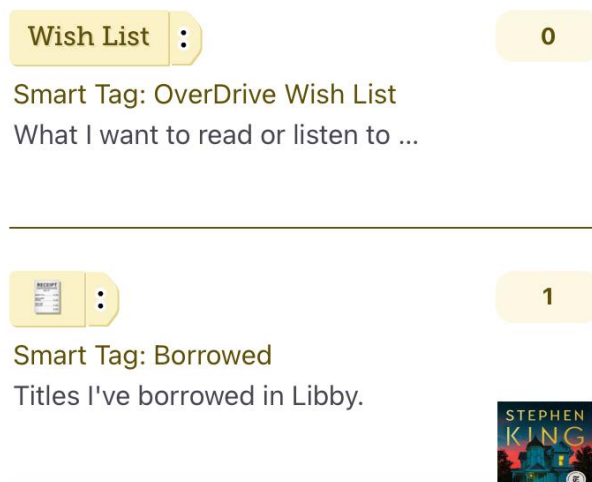 Wish List :
0
Smart Tag: OverDrive Wish List
What I want to read or listen to ...
RECEIPT
:
1
Smart Tag: Borrowed
Titles I've borrowed in Libby.
STEPHEN
KING